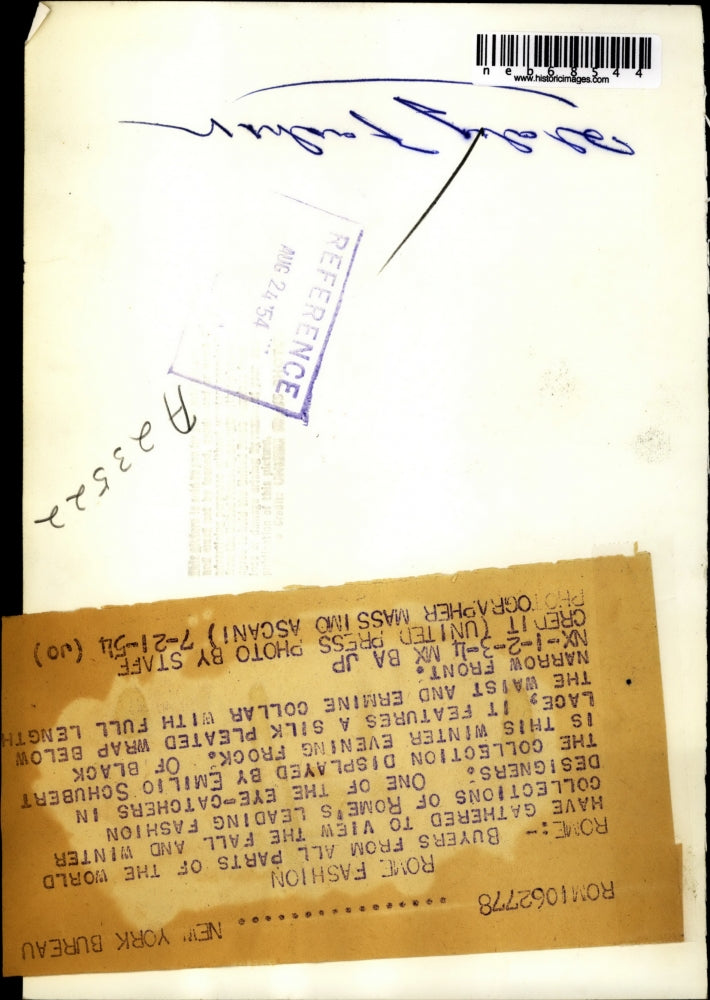 neb68544
www.historicimages.com
Italy Fashion
REFERENCE
AUG 24 '54
A23522
ROM1062778 .................... NEW YORK BUREAU
ROME FASHION
ROME:- BUYERS FROM ALL PARTS OF THE WORLD
HAVE GATHERED TO VIEW THE FALL AND WINTER
COLLECTIONS OF ROME'S LEADING FASHION
DESIGNERS. ONE OF THE EYE-CATCHERS IN
THE COLLECTION DISPLAYED BY EMILIO SCHUBERT
IS THIS WINTER EVENING FROCK. OF BLACK
LACE, IT FEATURES A SILK PLEATED WRAP BELOW
THE WAIST AND ERMINE COLLAR WITH FULL LENGTH
NARROW FRONT.
NX-1-2-3-4 MX BA JP
CREDIT (UNITED PRESS PHOTO BY STAFF
PHOTOGRAPHER MASSIMO ASCANI) 7-21-54 (JO)